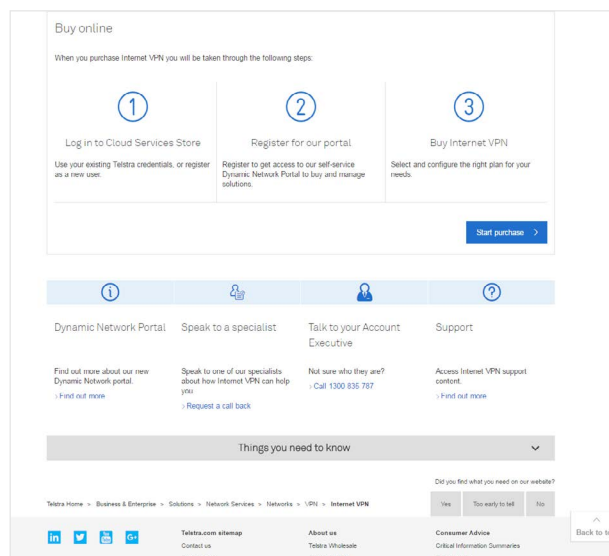 Buy online
When you purchase Internet VPN you will be taken through the following steps:
1
Log in to Cloud Services Store
Use your existing Telstra credentials, or register
as a new user.
2
Register for our portal
Register to get access to our self-service
Dynamic Network Portal to buy and manage
solutions.
3
Buy Internet VPN
Select and configure the right plan for your
needs.
Start purchase >
Dynamic Network Portal
Find out more about our new
Dynamic Network portal.
> Find out more
Speak to a specialist
Speak to one of our specialists
about how Internet VPN can help
you
> Request a call back
Talk to your Account
Executive
Not sure who they are?
> Call 1300 835 787
Support
Access Internet VPN support
content.
> Find out more
Things you need to know
Did you find what you need on our website?
Telstra Home > Business & Enterprise > Solutions > Network Services > Networks > VPN > Internet VPN
Yes
Too early to tell
No
Back to to
in
You
Tube
G+
Telstra.com sitemap
Contact us
About us
Telstra Wholesale
Consumer Advice
Critical Information Summaries